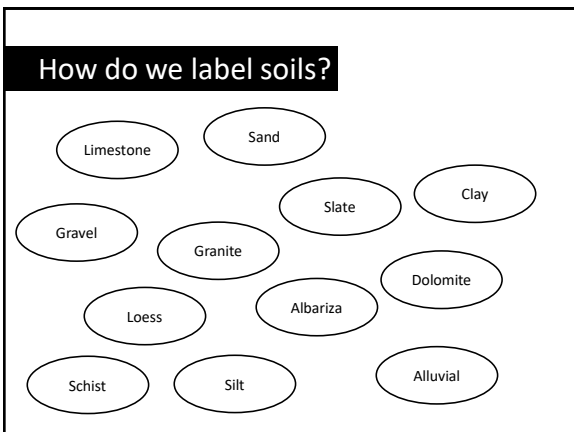 How do we label soils?
Limestone
Sand
Slate
Clay
Gravel
Granite
Dolomite
Loess
Albariza
Schist
Silt
Alluvial